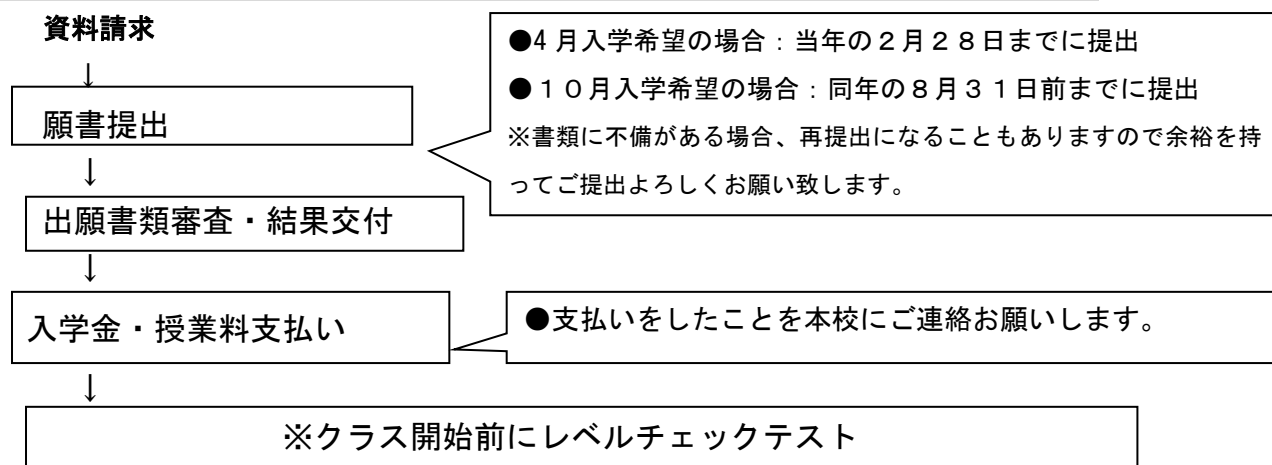 資料請求
↓
願書提出
●4月入学希望の場合：当年の２月２８日までに提出
●１０月入学希望の場合：同年の８月３１日前までに提出
※書類に不備がある場合、再提出になることもありますので余裕を持
ってご提出よろしくお願い致します。
↓
出願書類審査・結果交付
↓
入学金・授業料支払い
●支払いをしたことを本校にご連絡お願いします。
↓
※クラス開始前にレベルチェックテスト